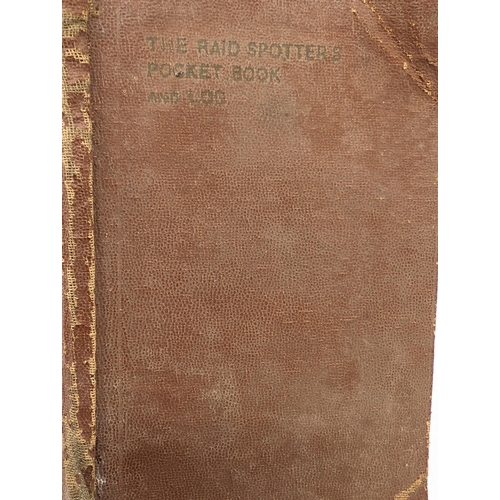 THE RAID SPOTTER'S
POCKET BOOK
AND LOG